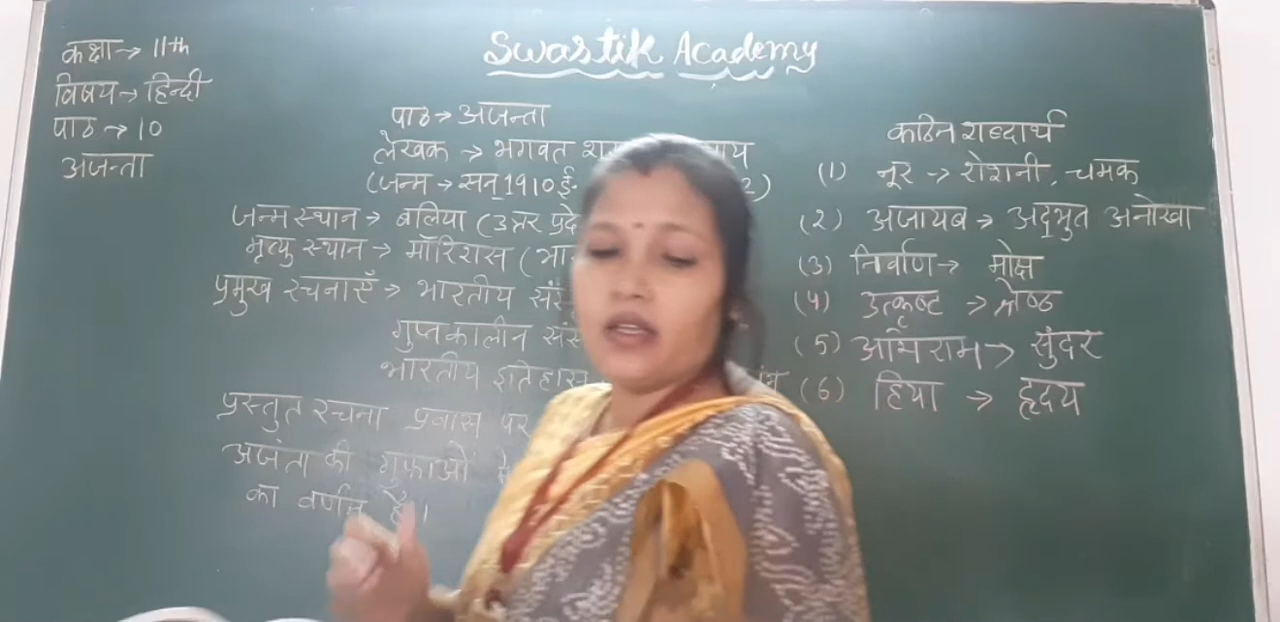 Swastik Academy
कक्षा → 11th
विषय → हिन्दी
पाठ → 10
अजन्ता
पाठ → अजन्ता
लेखक → भगवत
(जन्म → सन् 1910 ई.
जन्म स्थान → बलिया (उत्तर
मृत्यु स्थान → मॉरिशस
प्रमुख रचनाएँ → भारतीय
गुप्तकालीन
भारतीय इतिहास
प्रस्तुत रचना प्रवास पर
अजंता की गुफाओं
का वर्णन है।
कठिन शब्दार्थ
(1) नूर → रोशनी, चमक
(2) अजायब → अद्भुत अनोखा
(3) निर्वाण → मोक्ष
(4) उत्कृष्ट → श्रेष्ठ
(5) अभिराम → सुंदर
(6) हिया → हृदय